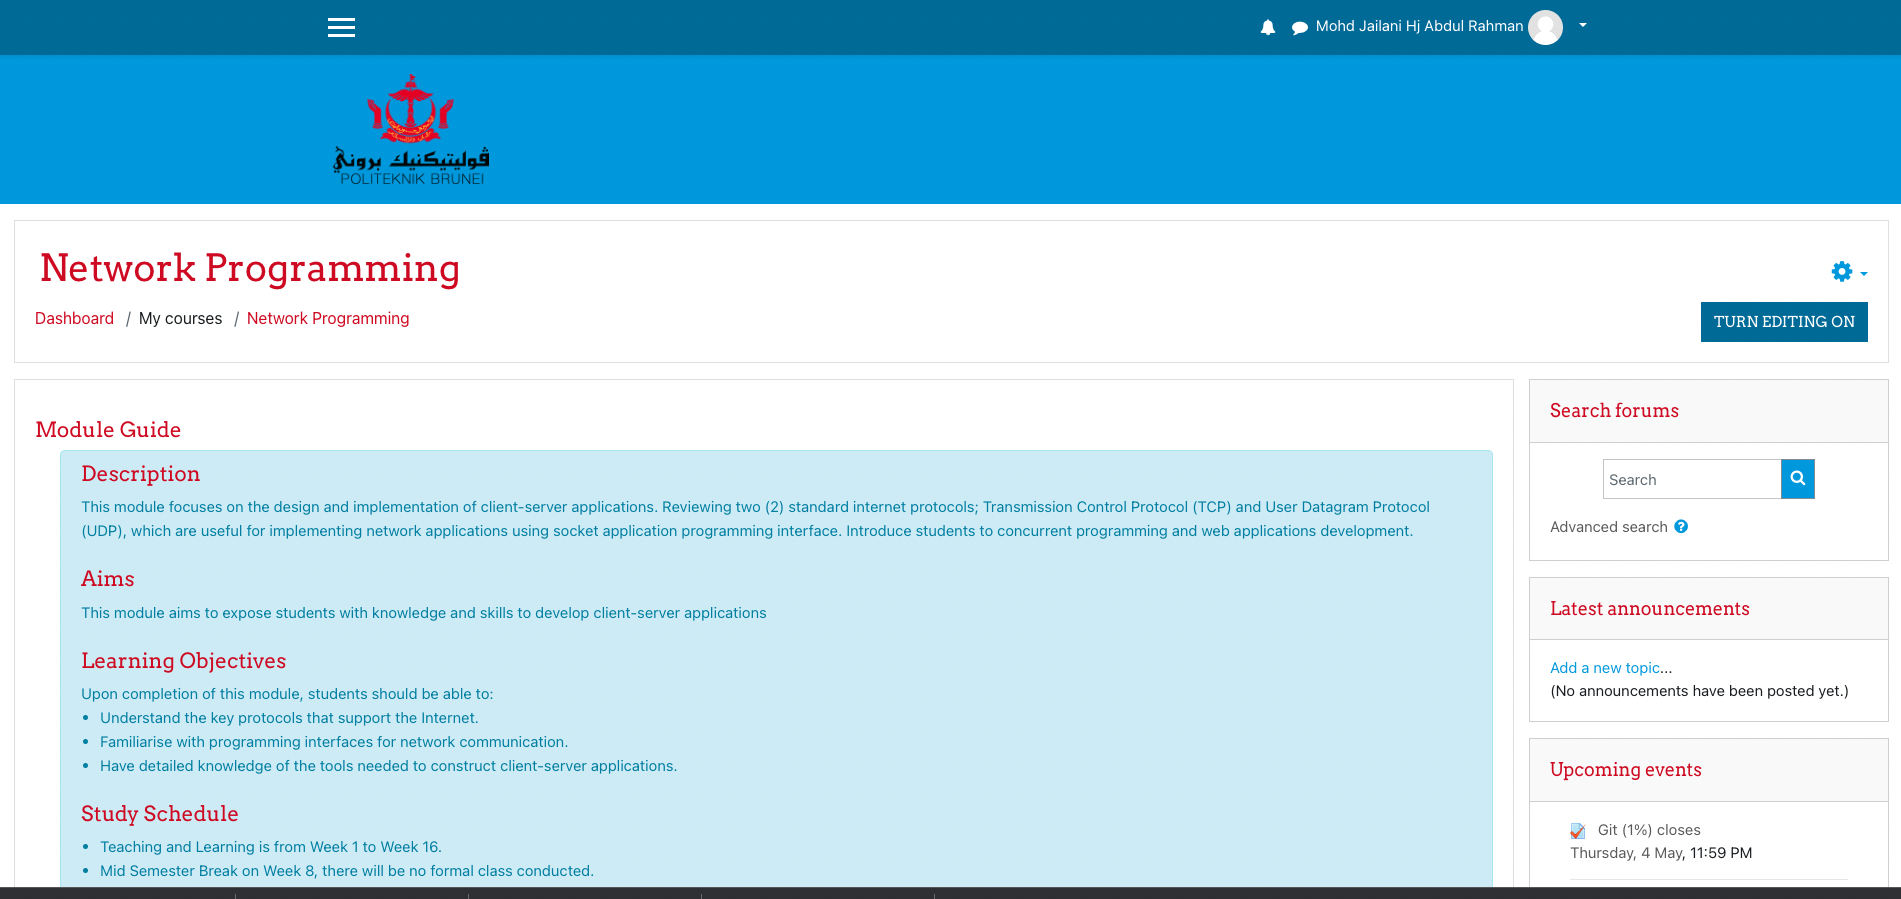 Mohd Jailani Hj Abdul Rahman
ڤوليتيكنيك بروني
POLITEKNIK BRUNEI
Network Programming
Dashboard / My courses / Network Programming
TURN EDITING ON
Module Guide
Description
This module focuses on the design and implementation of client-server applications. Reviewing two (2) standard internet protocols; Transmission Control Protocol (TCP) and User Datagram Protocol
(UDP), which are useful for implementing network applications using socket application programming interface. Introduce students to concurrent programming and web applications development.
Aims
This module aims to expose students with knowledge and skills to develop client-server applications
Learning Objectives
Upon completion of this module, students should be able to:
• Understand the key protocols that support the Internet.
• Familiarise with programming interfaces for network communication.
• Have detailed knowledge of the tools needed to construct client-server applications.
Study Schedule
• Teaching and Learning is from Week 1 to Week 16.
• Mid Semester Break on Week 8, there will be no formal class conducted.
Search forums
Search
Advanced search
Latest announcements
Add a new topic...
(No announcements have been posted yet.)
Upcoming events
Git (1%) closes
Thursday, 4 May, 11:59 PM